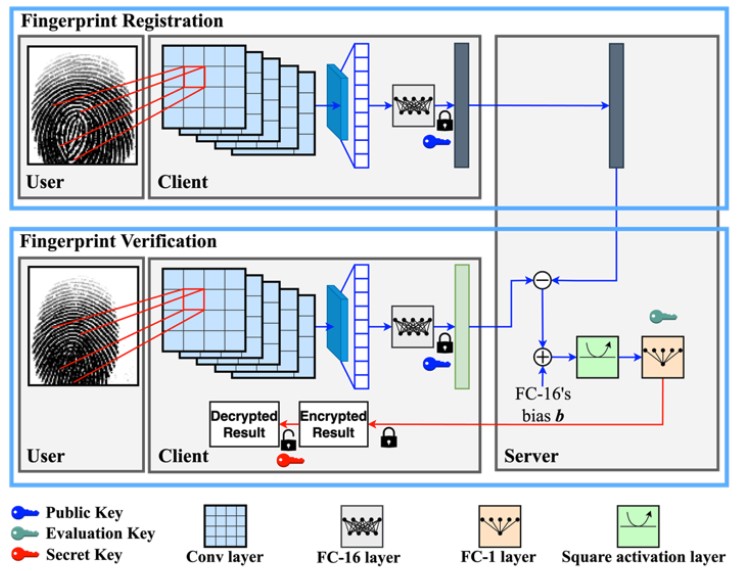 Fingerprint Registration
User
Client
Fingerprint Verification
FC-16's
bias b
Decrypted
Result
Encrypted
Result
User
Client
Server
Public Key
Evaluation Key
Secret Key
Conv layer
FC-16 layer
FC-1 layer
Square activation layer